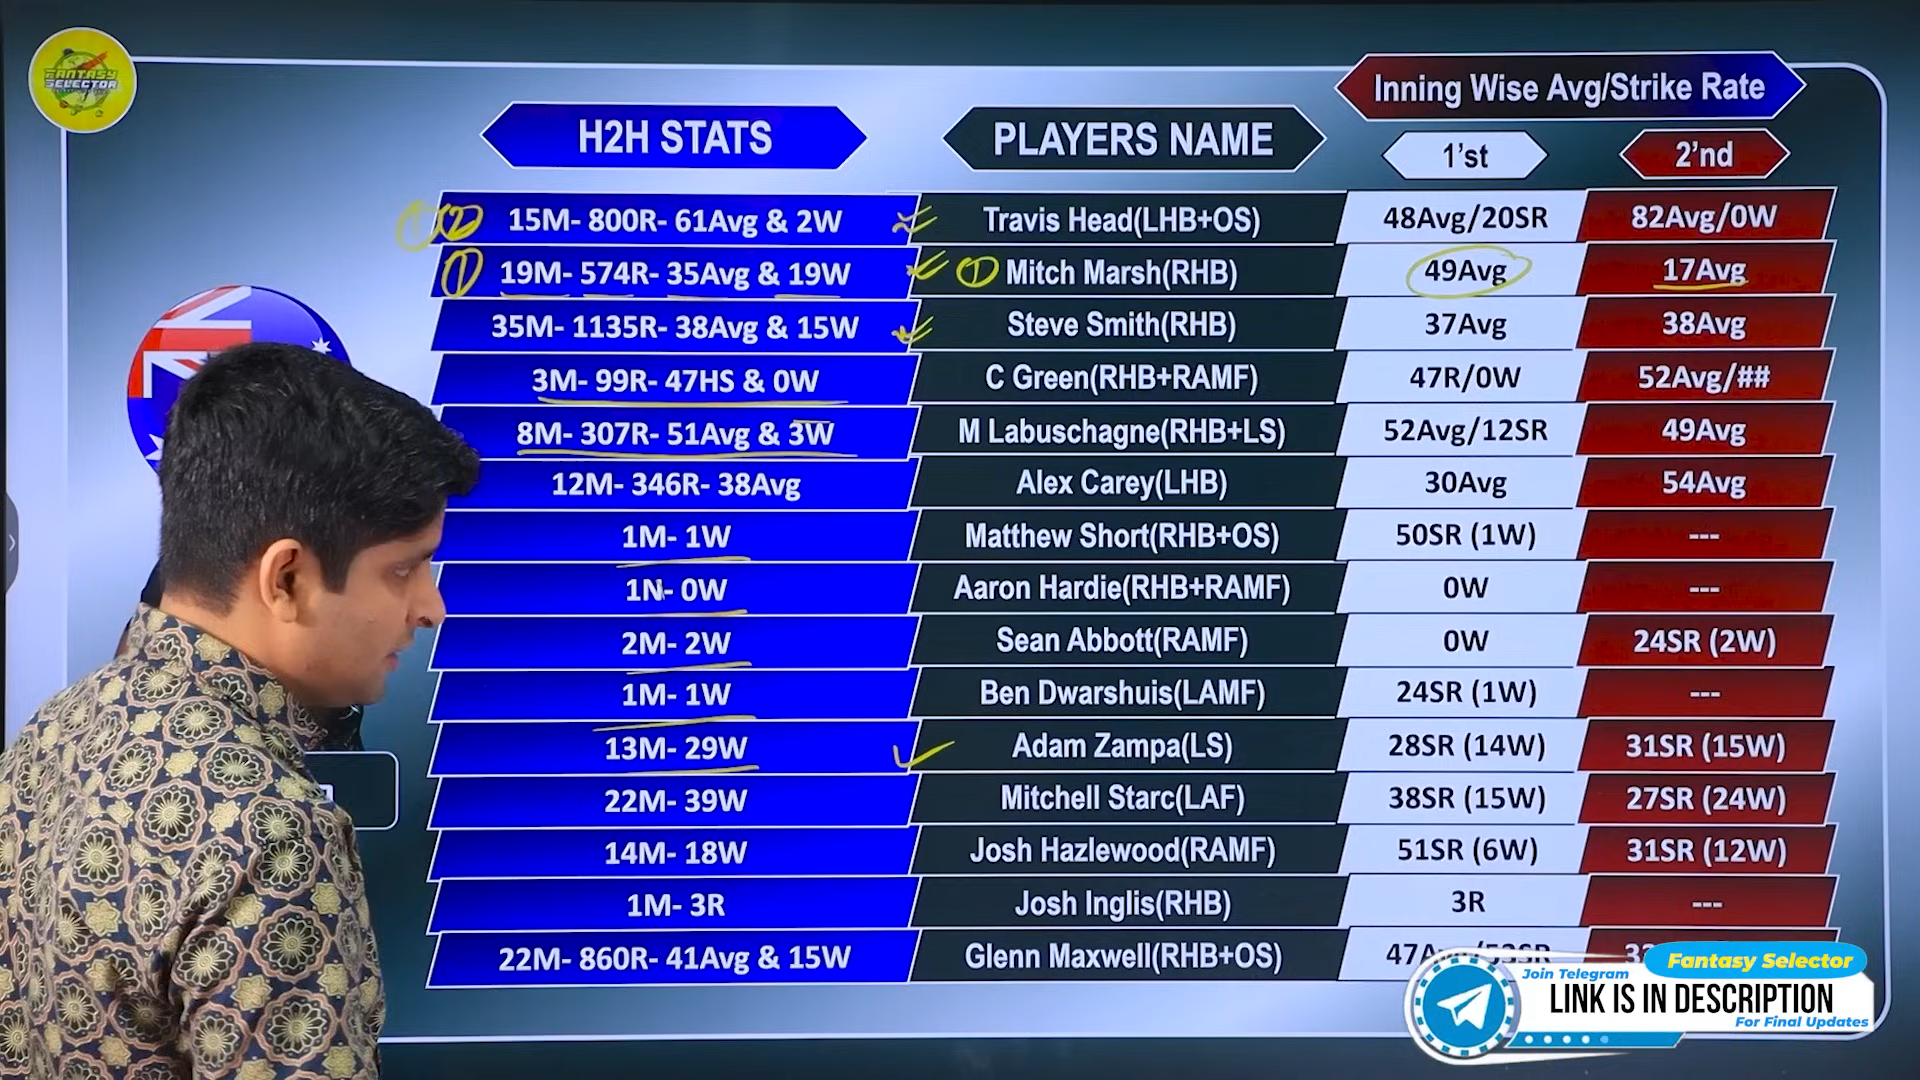 FANTASY
SELECTOR
Inning Wise Avg/Strike Rate
H2H STATS
PLAYERS NAME
1'st
2'nd
1 2 15M- 800R- 61Avg & 2W Travis Head(LHB+OS) 48Avg/20SR 82Avg/0W
1 19M- 574R- 35Avg & 19W 1 Mitch Marsh(RHB) 49Avg 17Avg
35M- 1135R- 38Avg & 15W Steve Smith(RHB) 37Avg 38Avg
3M- 99R- 47HS & 0W C Green(RHB+RAMF) 47R/0W 52Avg/##
8M- 307R- 51Avg & 3W M Labuschagne(RHB+LS) 52Avg/12SR 49Avg
12M- 346R- 38Avg Alex Carey(LHB) 30Avg 54Avg
1M- 1W Matthew Short(RHB+OS) 50SR (1W) ---
1N- 0W Aaron Hardie(RHB+RAMF) 0W ---
2M- 2W Sean Abbott(RAMF) 0W 24SR (2W)
1M- 1W Ben Dwarshuis(LAMF) 24SR (1W) ---
13M- 29W Adam Zampa(LS) 28SR (14W) 31SR (15W)
22M- 39W Mitchell Starc(LAF) 38SR (15W) 27SR (24W)
14M- 18W Josh Hazlewood(RAMF) 51SR (6W) 31SR (12W)
1M- 3R Josh Inglis(RHB) 3R ---
22M- 860R- 41Avg & 15W Glenn Maxwell(RHB+OS)
Fantasy Selector
Join Telegram
LINK IS IN DESCRIPTION
For Final Updates